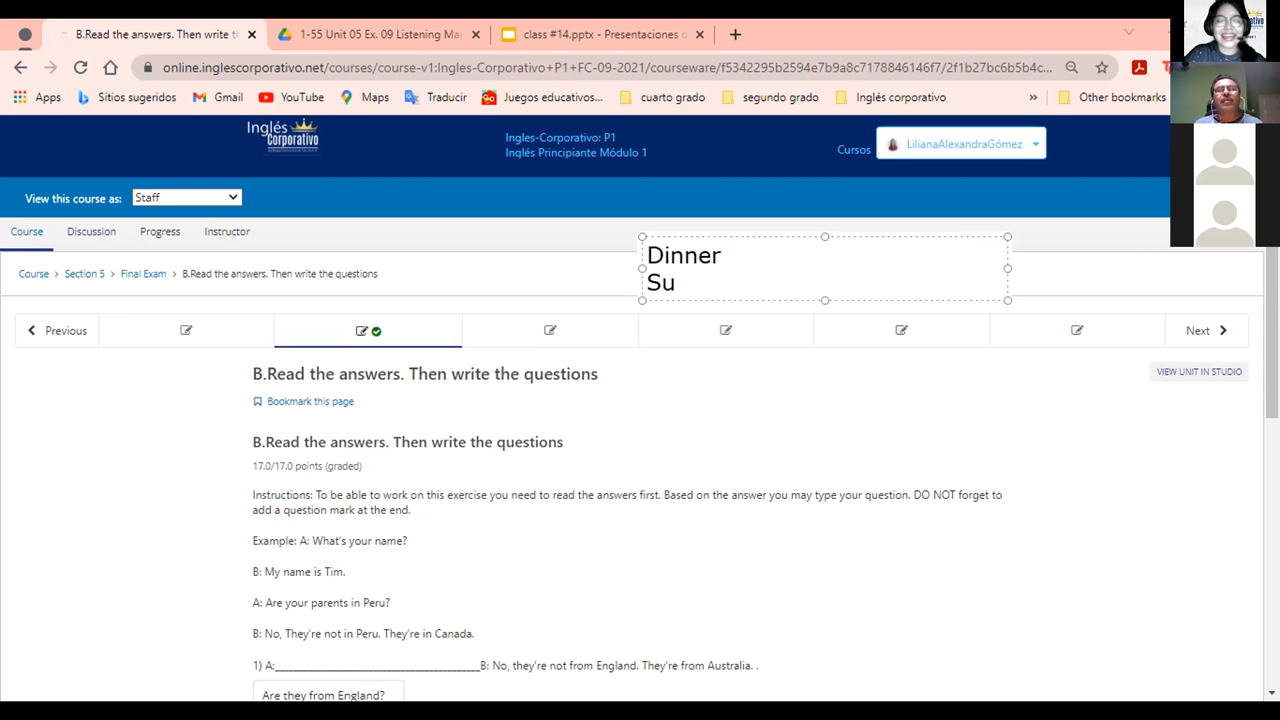 B.Read the answers. Then write th
1-55 Unit 05 Ex. 09 Listening Ma
class #14.pptx - Presentaciones d
online.inglescorporativo.net/courses/course-v1:Ingles-Corporativo+P1+FC-09-2021/courseware/f5342295b2594e7b9a8c7178846146f7/2f1b27bc6b5b4c...
Apps
Sitios sugeridos
Gmail
YouTube
Maps
Traducir
Juegos educativos...
cuarto grado
segundo grado
Inglés corporativo
»
Other bookmarks
Inglés
Corporativo
Ingles-Corporativo: P1
Inglés Principiante Módulo 1
Cursos
LilianaAlexandraGómez
View this course as:
Staff
Course
Discussion
Progress
Instructor
Dinner
Su
Course > Section 5 > Final Exam > B.Read the answers. Then write the questions
Previous
Next
B.Read the answers. Then write the questions
VIEW UNIT IN STUDIO
Bookmark this page
B.Read the answers. Then write the questions
17.0/17.0 points (graded)
Instructions: To be able to work on this exercise you need to read the answers first. Based on the answer you may type your question. DO NOT forget to
add a question mark at the end.
Example: A: What's your name?
B: My name is Tim.
A: Are your parents in Peru?
B: No, They're not in Peru. They're in Canada.
1) A:_________________________________________B: No, they're not from England. They're from Australia. .
Are they from England?